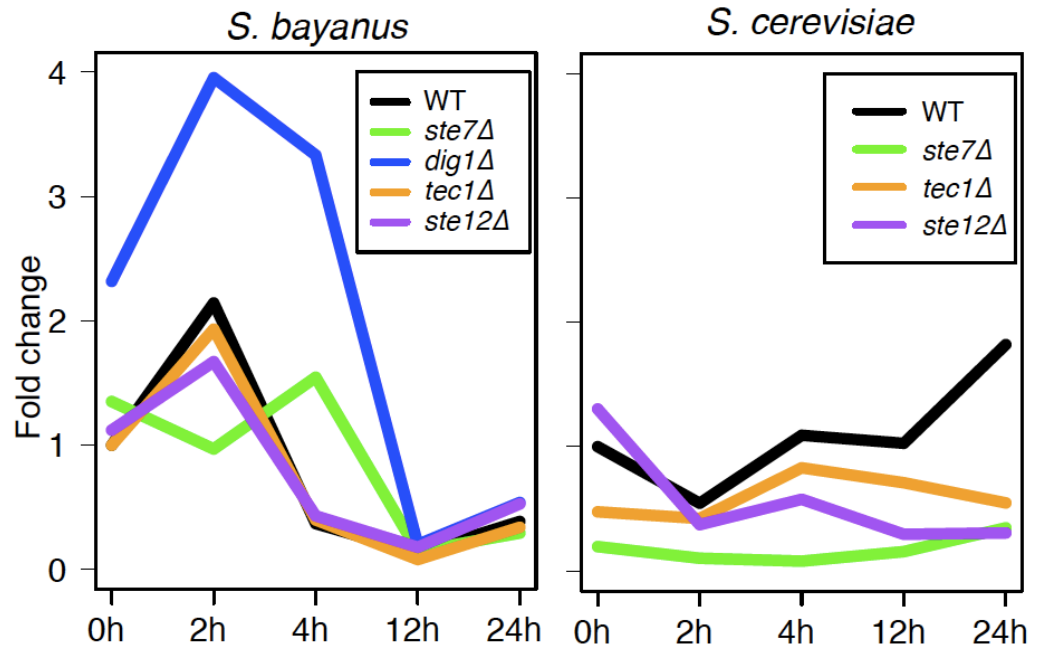 S. bayanus
S. cerevisiae
Fold change
4
3
2
1
0
WT
ste7Δ
dig1Δ
tec1Δ
ste12Δ
WT
ste7Δ
tec1Δ
ste12Δ
0h 2h 4h 12h 24h
0h 2h 4h 12h 24h